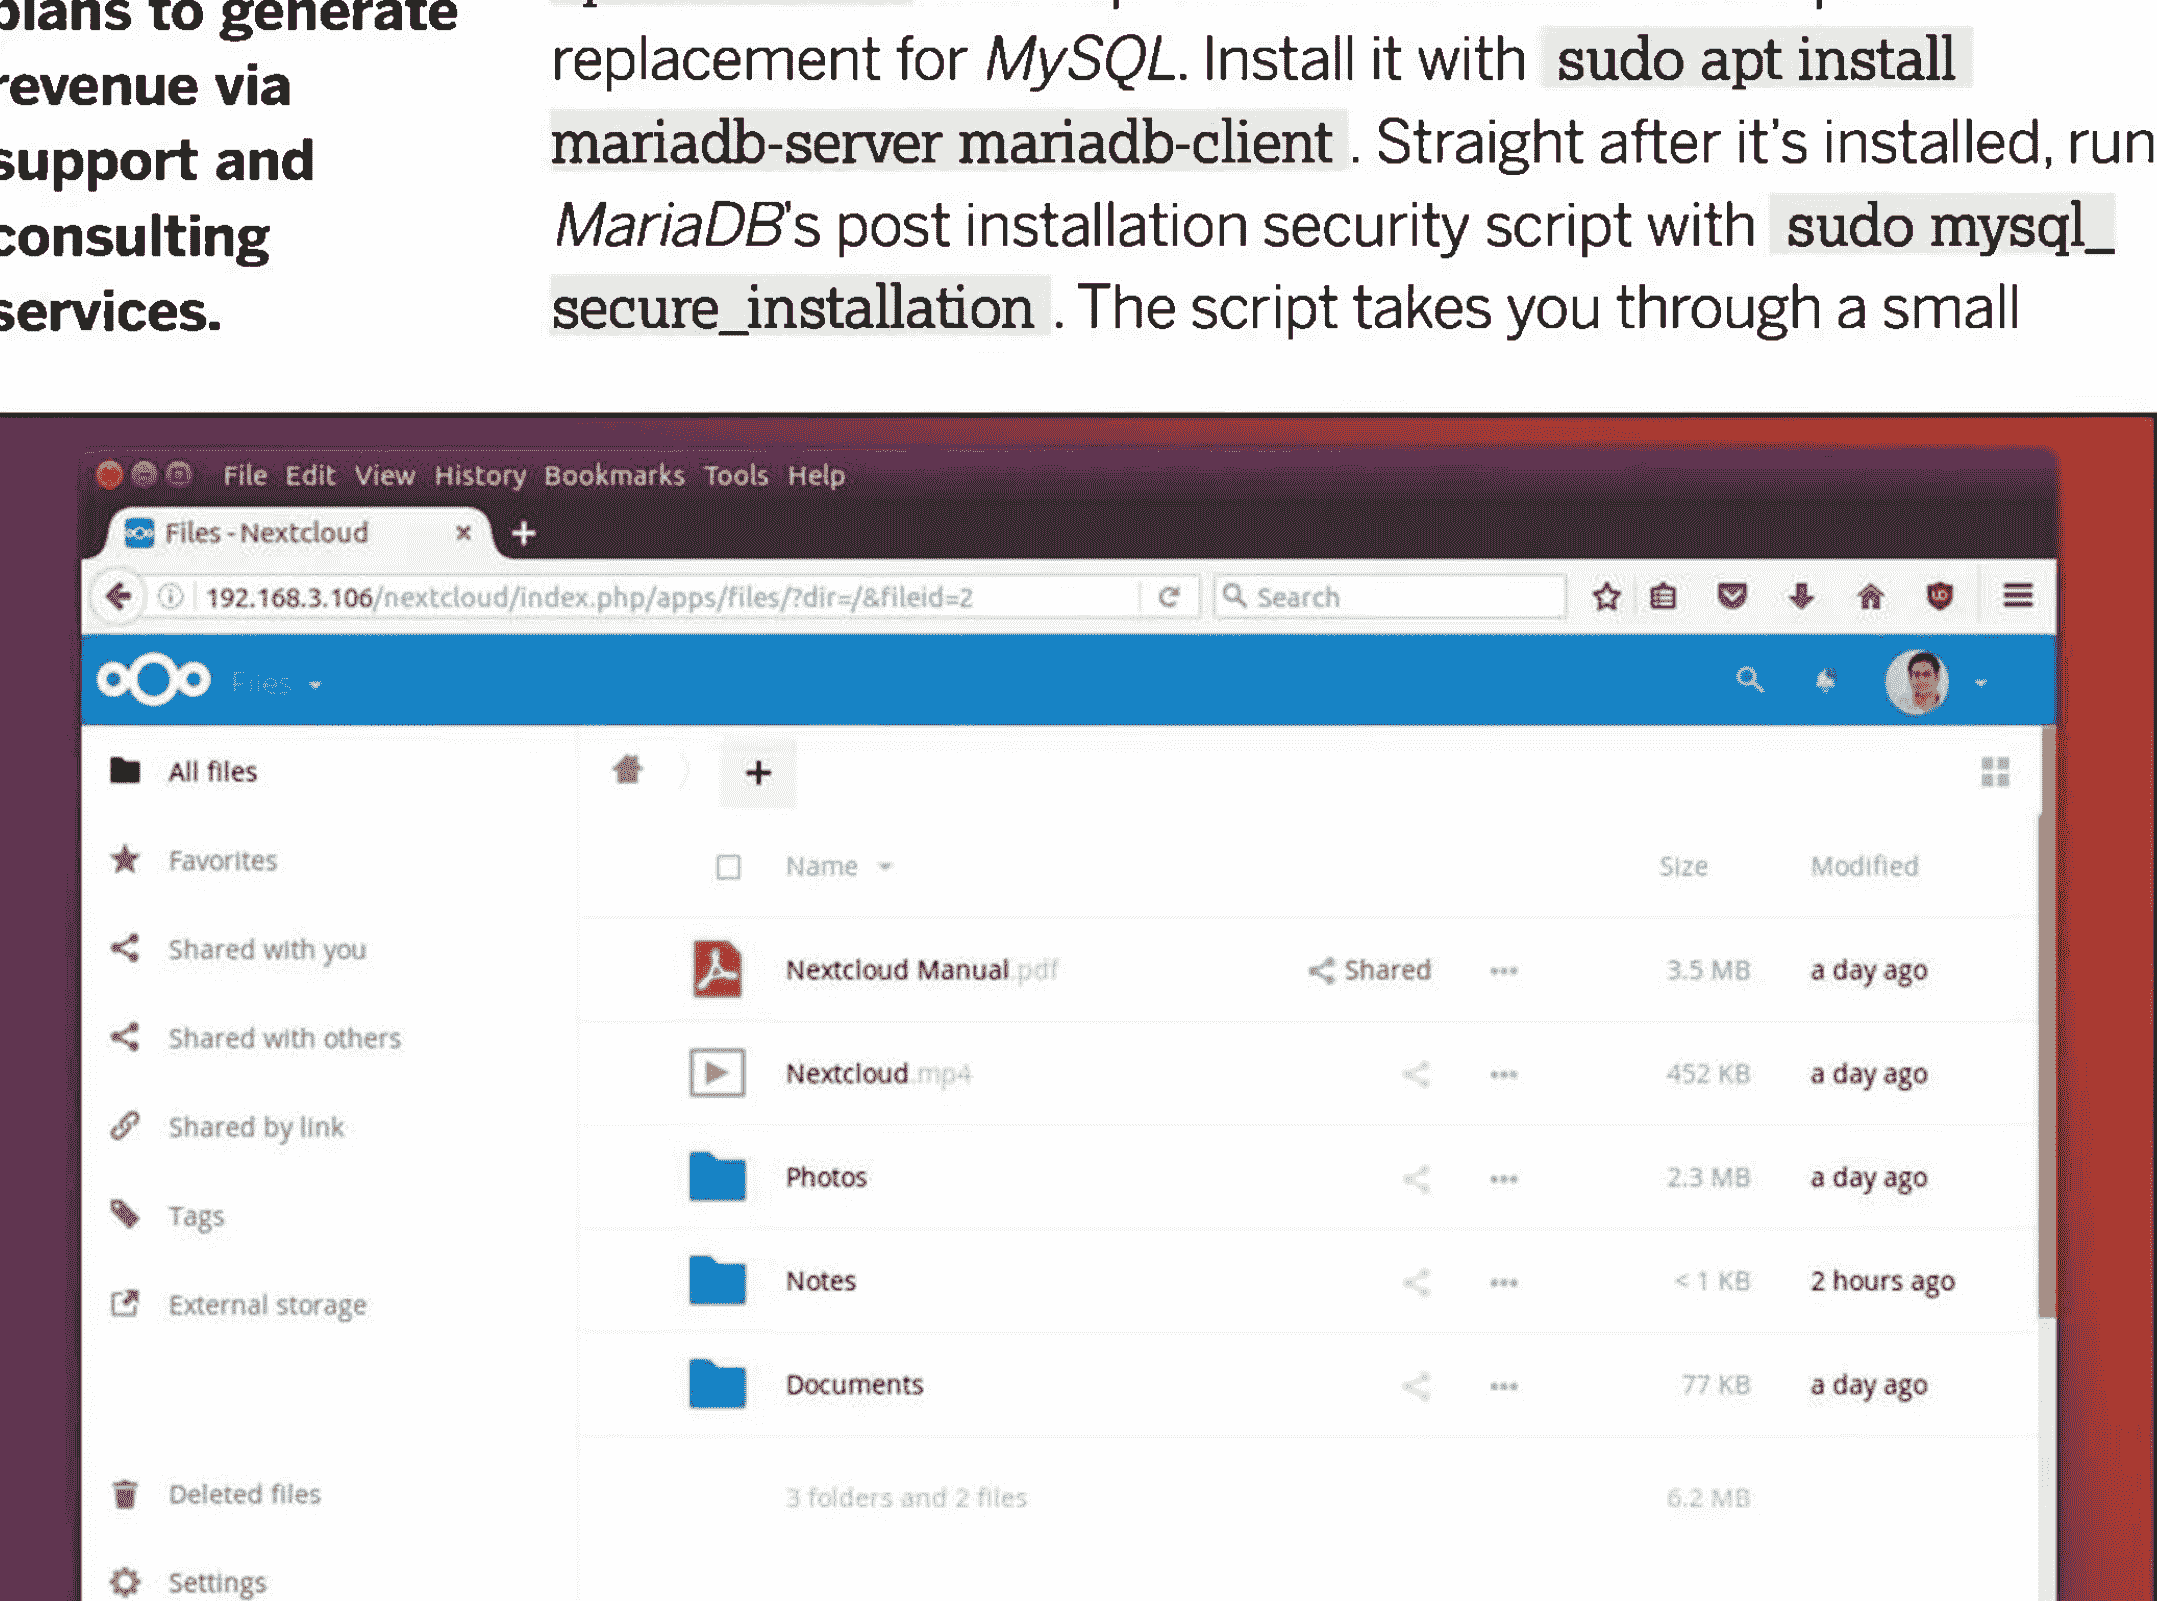 plans to generate
revenue via
support and
consulting
services.
replacement for MySQL. Install it with sudo apt install
mariadb-server mariadb-client . Straight after it's installed, run
MariaDB's post installation security script with sudo mysql_
secure_installation . The script takes you through a small
File Edit View History Bookmarks Tools Help
Files - Nextcloud
192.168.3.106/nextcloud/index.php/apps/files/?dir=/&fileid=2
Search
Files
All files
Favorites
Shared with you
Shared with others
Shared by link
Tags
External storage
Deleted files
Settings
Name Size Modified
Nextcloud Manual.pdf Shared 3.5 MB a day ago
Nextcloud.mp4 452 KB a day ago
Photos 2.3 MB a day ago
Notes < 1 KB 2 hours ago
Documents 77 KB a day ago
3 folders and 2 files 6.2 MB